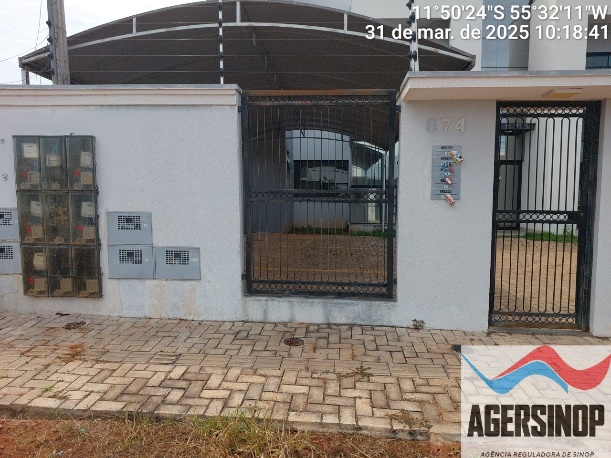 11°50'24"S 55°32'11"W
31 de mar. de 2025 10:18:41
874
AGERSINOP
AGÊNCIA REGULADORA DE SINOP